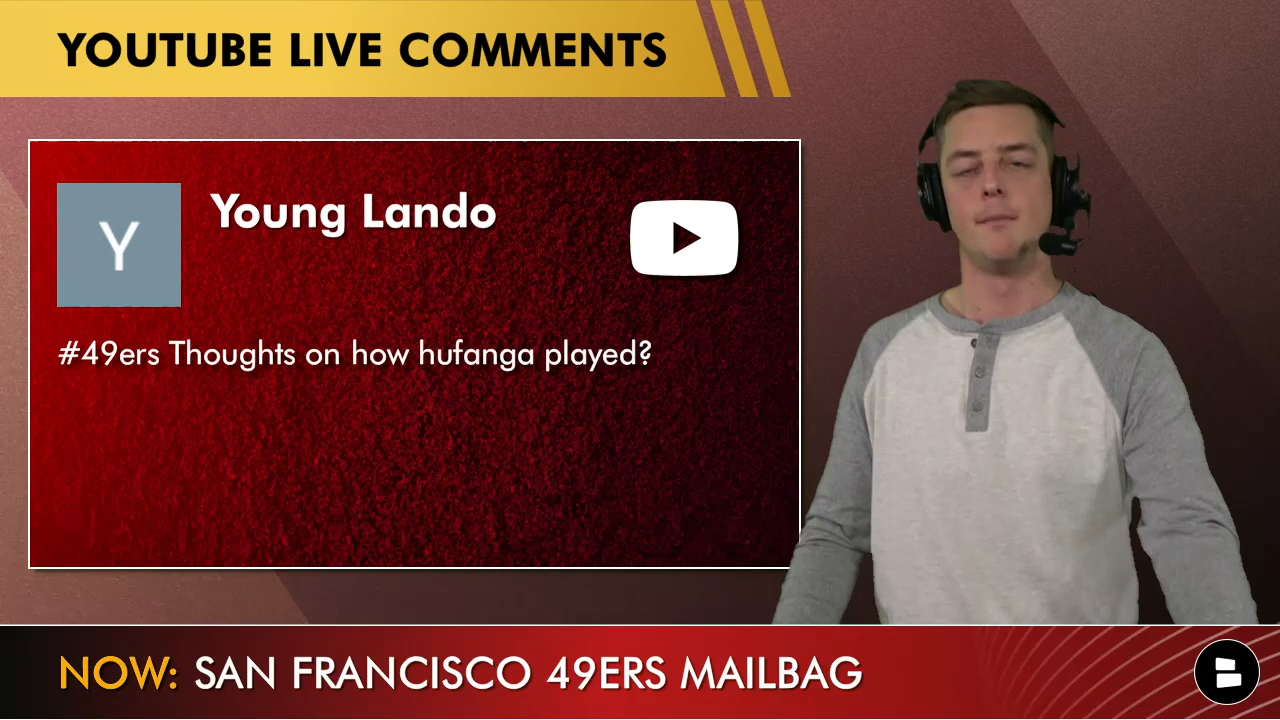 YOUTUBE LIVE COMMENTS
Y
Young Lando
#49ers Thoughts on how hufanga played?
NOW: SAN FRANCISCO 49ERS MAILBAG